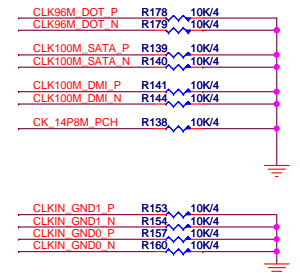 CLK96M_DOT_P R178 10K/4
CLK96M_DOT_N R179 10K/4
CLK100M_SATA_P R139 10K/4
CLK100M_SATA_N R140 10K/4
CLK100M_DMI_P R141 10K/4
CLK100M_DMI_N R144 10K/4
CK_14P8M_PCH R138 10K/4
CLKIN_GND1_P R153 10K/4
CLKIN_GND1_N R154 10K/4
CLKIN_GND0_P R157 10K/4
CLKIN_GND0_N R160 10K/4